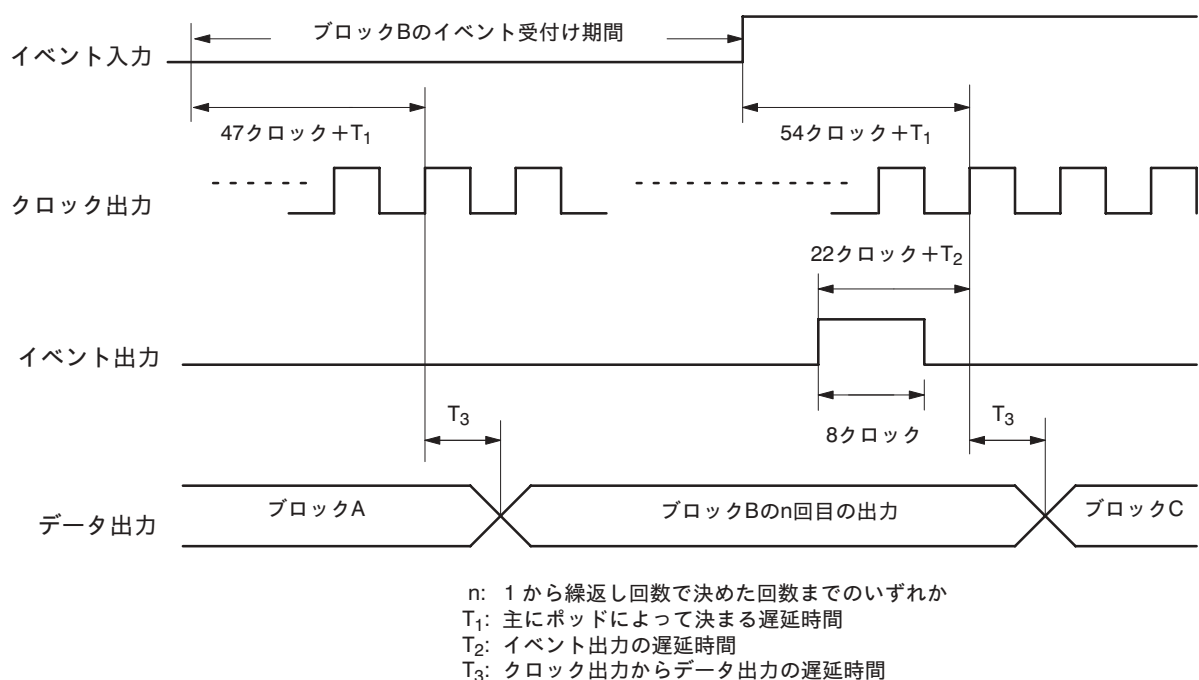 ブロックBのイベント受付け期間
イベント入力
47クロック+T1
54クロック+T1
クロック出力
22クロック+T2
イベント出力
T3
8クロック
T3
データ出力
ブロックA
ブロックBのn回目の出力
ブロックC
n: 1から繰返し回数で決めた回数までのいずれか
T1: 主にポッドによって決まる遅延時間
T2: イベント出力の遅延時間
T3: クロック出力からデータ出力の遅延時間